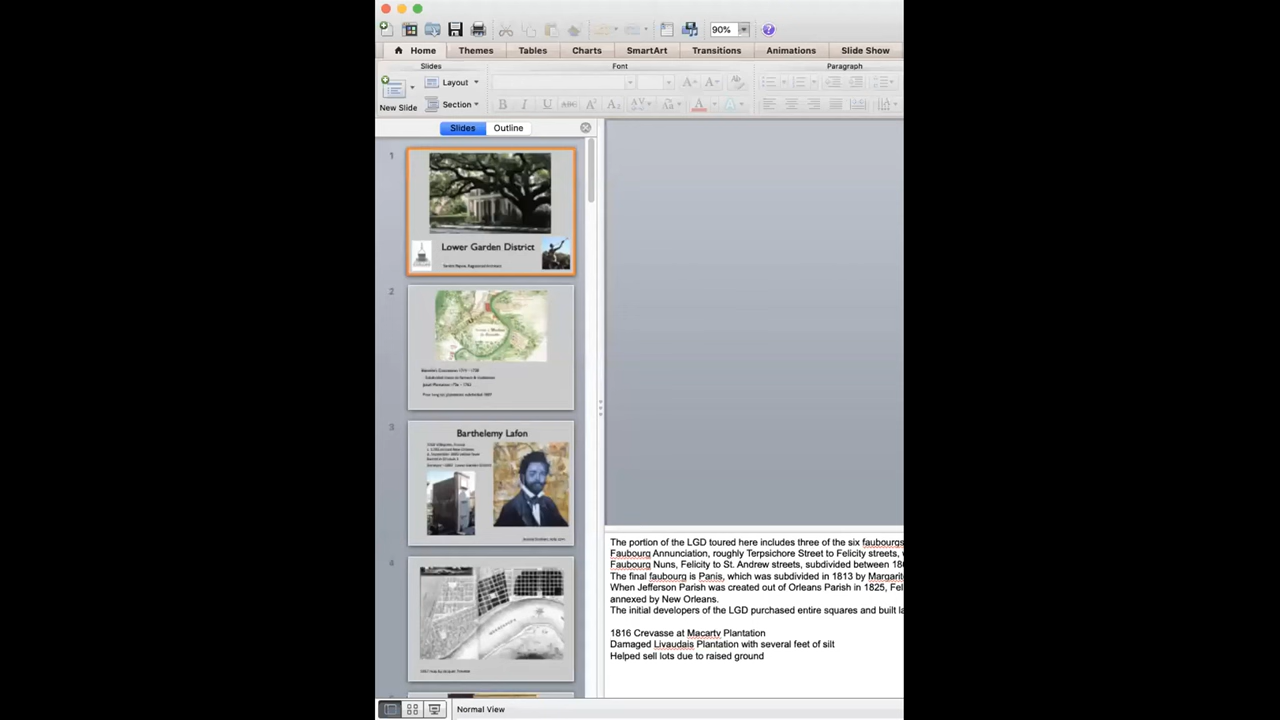 90%
Home Themes Tables Charts SmartArt Transitions Animations Slide Show
Slides Font Paragraph
New Slide
Layout
Section
Slides Outline
1
Lower Garden District
2
3
Barthelemy Lafon
4
The portion of the LGD toured here includes three of the six faubourgs
Faubourg Annunciation, roughly Terpsichore Street to Felicity streets,
Faubourg Nuns, Felicity to St. Andrew streets, subdivided between 18
The final faubourg is Panis, which was subdivided in 1813 by Margarit
When Jefferson Parish was created out of Orleans Parish in 1825, Fel
annexed by New Orleans.
The initial developers of the LGD purchased entire squares and built la
1816 Crevasse at Macarty Plantation
Damaged Livaudais Plantation with several feet of silt
Helped sell lots due to raised ground
Normal View